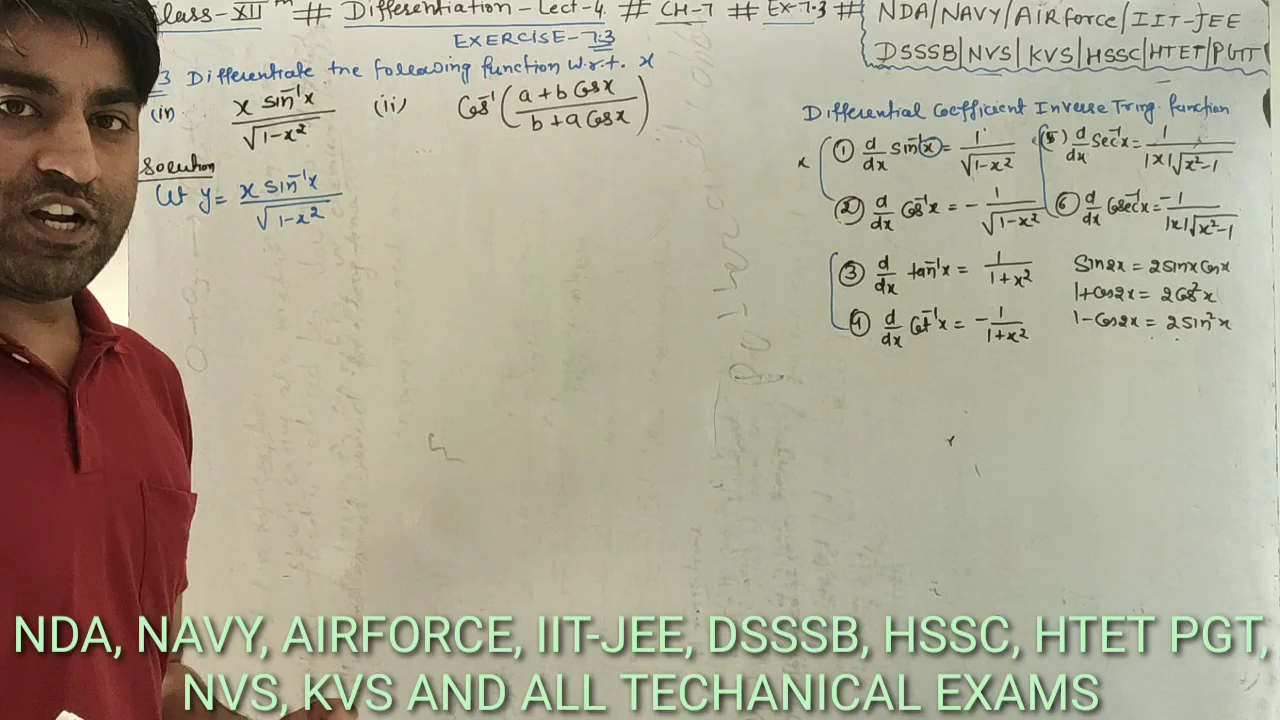 Class-XII # Differentiation-Lect-4 # CH-7 # Ex-7.3 #
NDA/NAVY/Airforce/IIT-JEE
DSSSB|NVS|KVS|HSSC|HTET|PGTT
EXERCISE-7.3
3 Differentiate the following function w.r.t. x
(i) x sin⁻¹x / √1-x² (ii) Cos⁻¹(a+b Cosx / b+a Cosx)
Solution
Let y = x sin⁻¹x / √1-x²
Differential Coefficient Inverse Tring. function
① d/dx sin⁻¹x = 1/√1-x²
② d/dx Cos⁻¹x = - 1/√1-x²
③ d/dx tan⁻¹x = 1/1+x²
④ d/dx Cot⁻¹x = - 1/1+x²
⑤ d/dx Sec⁻¹x = 1/|x|√x²-1
⑥ d/dx Cosec⁻¹x = -1/|x|√x²-1
Sin2x = 2sinx Cosx
1+Cos2x = 2Cos²x
1-Cos2x = 2sin²x
NDA, NAVY, AIRFORCE, IIT-JEE, DSSSB, HSSC, HTET PGT,
NVS, KVS AND ALL TECHANICAL EXAMS